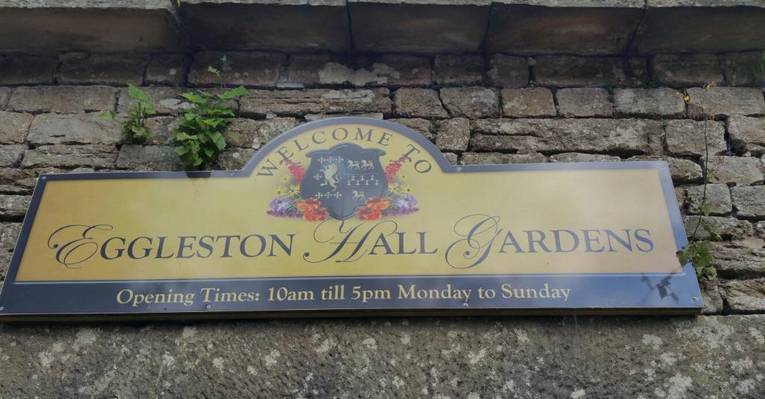 WELCOME TO
EGGLESTON HALL GARDENS
Opening Times: 10am till 5pm Monday to Sunday